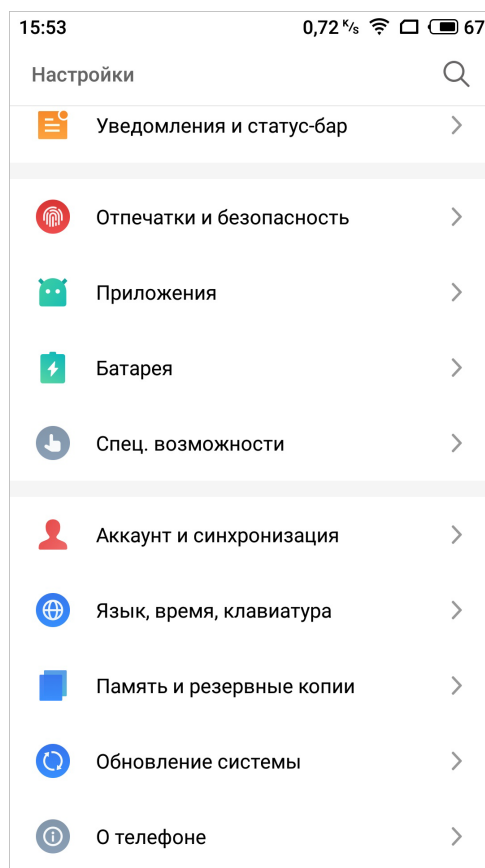 15:53 0,72 К/s 67
Настройки
Уведомления и статус-бар
Отпечатки и безопасность
Приложения
Батарея
Спец. возможности
Аккаунт и синхронизация
Язык, время, клавиатура
Память и резервные копии
Обновление системы
О телефоне